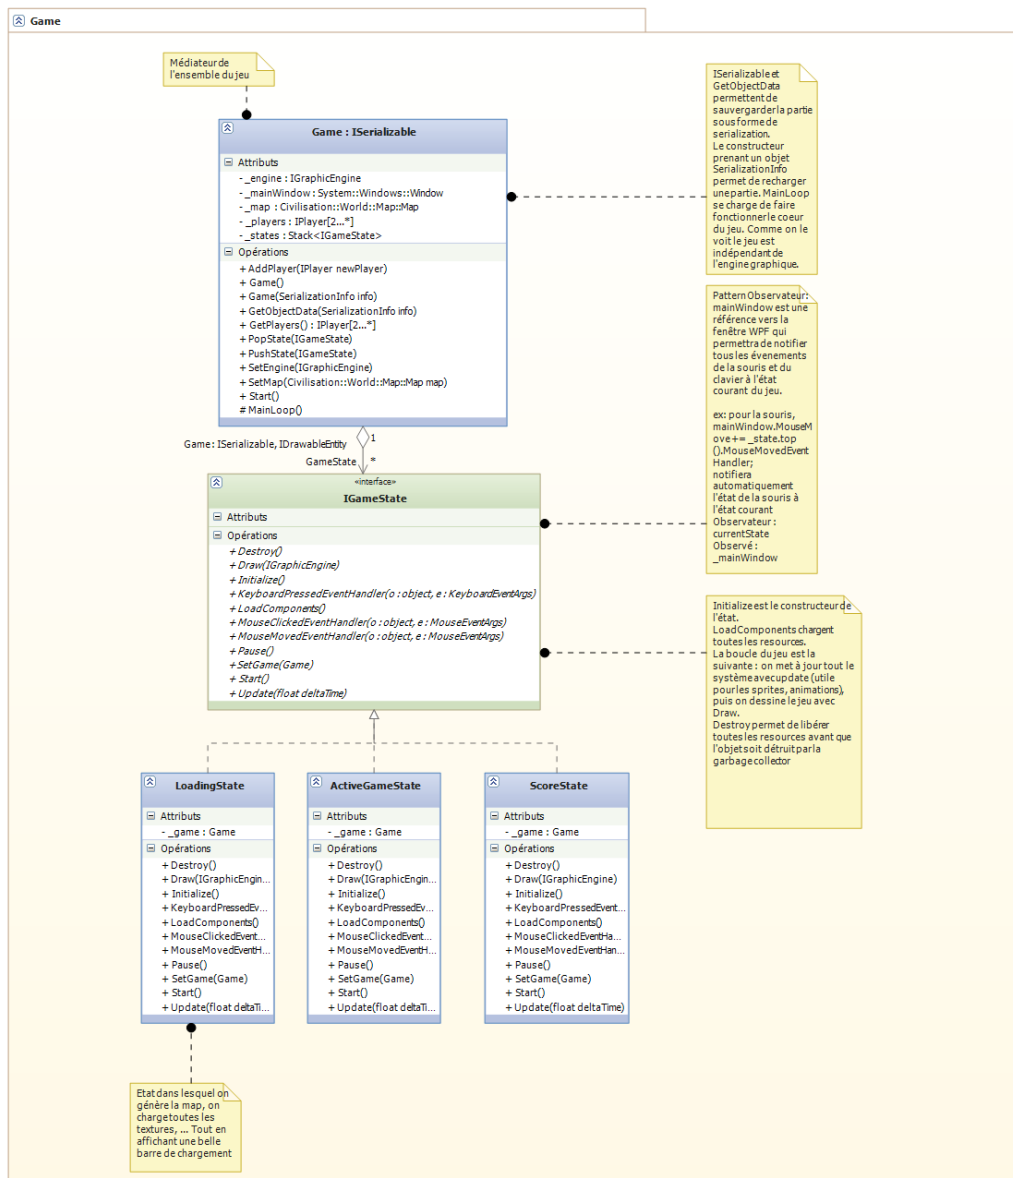 Game
Médiateur de
l'ensemble du jeu
Game : ISerializable
Attributs
- _engine : IGraphicEngine
- _mainWindow : System::Windows::Window
- _map : Civilisation::World::Map::Map
- _players : IPlayer[2...*]
- _states : Stack<IGameState>
Opérations
+ AddPlayer(IPlayer newPlayer)
+ Game()
+ Game(SerializationInfo info)
+ GetObjectData(SerializationInfo info)
+ GetPlayers() : IPlayer[2...*]
+ PopState(IGameState)
+ PushState(IGameState)
+ SetEngine(IGraphicEngine)
+ SetMap(Civilisation::World::Map::Map map)
+ Start()
# MainLoop()
ISerializable et
GetObjectData
permettent de
sauvergarder la partie
sous forme de
serialization.
Le constructeur
prenant un objet
SerializationInfo
permet de recharger
une partie. MainLoop
se charge de faire
fonctionner le coeur
du jeu. Comme on le
voit le jeu est
indépendant de
l'engine graphique.
Game : ISerializable, IDrawableEntity
1
GameState
*
Pattern Observateur:
mainWindow est une
référence vers la
fenêtre WPF qui
permettra de notifier
tous les évenements
de la souris et du
clavier à l'état
courant du jeu.
ex: pour la souris,
mainWindow.MouseM
ove += _state.top
().MouseMovedEvent
Handler;
notifiera
automatiquement
l'état de la souris à
l'état courant
Observateur :
currentState
Observé :
_mainWindow
«interface»
IGameState
Attributs
Opérations
+ Destroy()
+ Draw(IGraphicEngine)
+ Initialize()
+ KeyboardPressedEventHandler(o : object, e : KeyboardEventArgs)
+ LoadComponents()
+ MouseClickedEventHandler(o : object, e : MouseEventArgs)
+ MouseMovedEventHandler(o : object, e : MouseEventArgs)
+ Pause()
+ SetGame(Game)
+ Start()
+ Update(float deltaTime)
Initialize est le constructeur de
l'état.
LoadComponents chargent
toutes les resources.
La boucle du jeu est la
suivante : on met à jour tout le
système avec update (utile
pour les sprites, animations),
puis on dessine le jeu avec
Draw.
Destroy permet de libérer
toutes les resources avant que
l'objet soit détruit par la
garbage collector
LoadingState
Attributs
- _game : Game
Opérations
+ Destroy()
+ Draw(IGraphicEngin...
+ Initialize()
+ KeyboardPressedEv...
+ LoadComponents()
+ MouseClickedEvent...
+ MouseMovedEventH...
+ Pause()
+ SetGame(Game)
+ Start()
+ Update(float deltaTi...
ActiveGameState
Attributs
- _game : Game
Opérations
+ Destroy()
+ Draw(IGraphicEngin...
+ Initialize()
+ KeyboardPressedEv...
+ LoadComponents()
+ MouseClickedEvent...
+ MouseMovedEventH...
+ Pause()
+ SetGame(Game)
+ Start()
+ Update(float deltaTi...
ScoreState
Attributs
- _game : Game
Opérations
+ Destroy()
+ Draw(IGraphicEngine)
+ Initialize()
+ KeyboardPressedEvent...
+ LoadComponents()
+ MouseClickedEventHa...
+ MouseMovedEventHan...
+ Pause()
+ SetGame(Game)
+ Start()
+ Update(float deltaTime)
Etat dans lesquel on
génère la map, on
charge toutes les
textures, ... Tout en
affichant une belle
barre de chargement